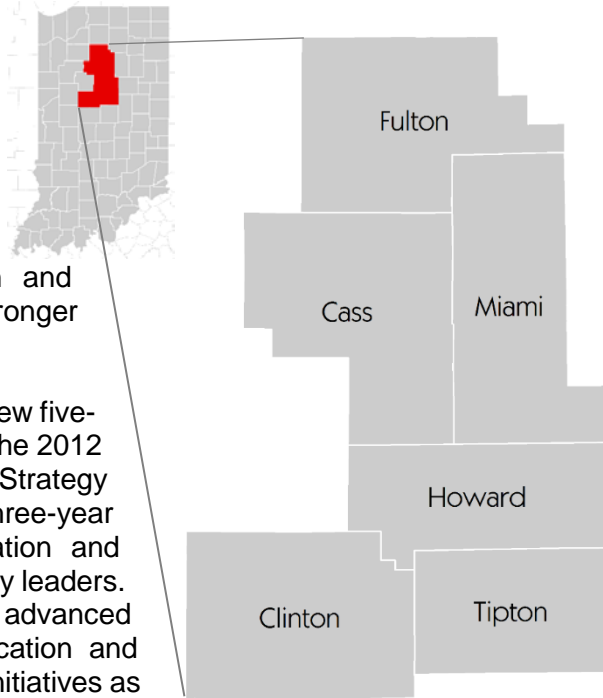 Fulton
and
ronger
Cass
Miami
ew five-
he 2012
Strategy
hree-year
Howard
ation and
y leaders.
advanced
Clinton
Tipton
cation and
nitiatives as